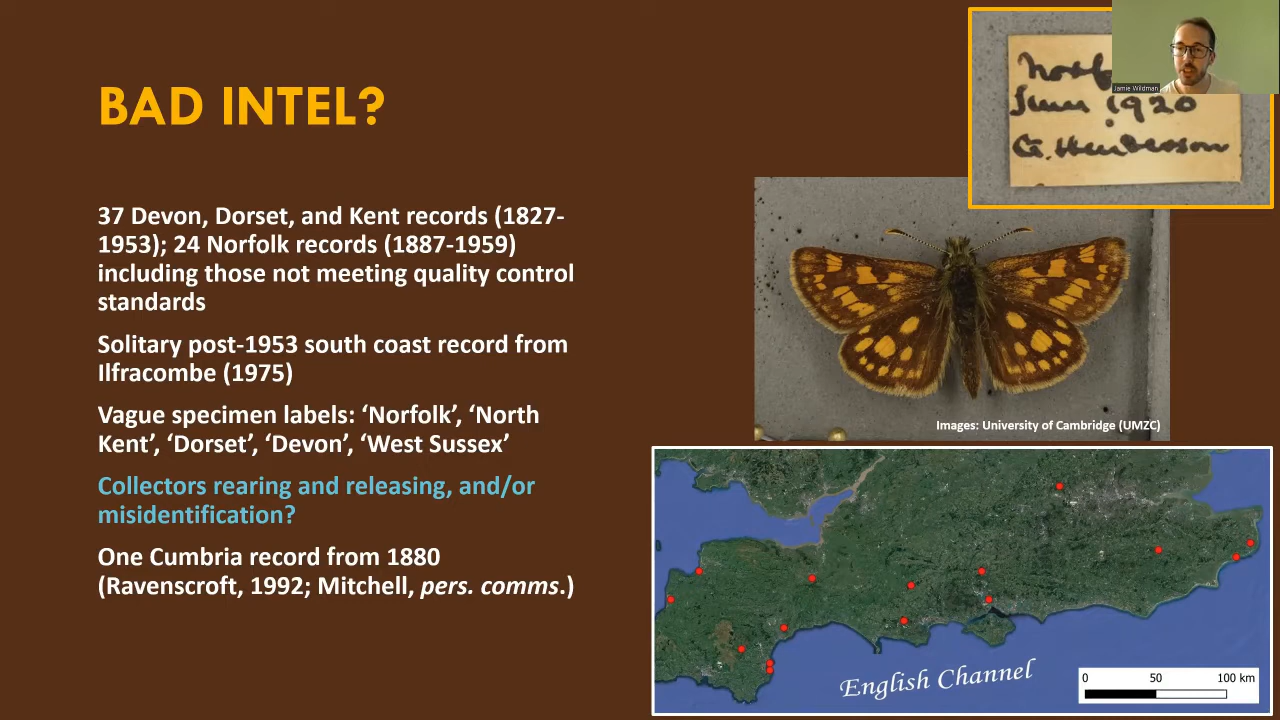 BAD INTEL?
37 Devon, Dorset, and Kent records (1827-
1953); 24 Norfolk records (1887-1959)
including those not meeting quality control
standards
Solitary post-1953 south coast record from
Ilfracombe (1975)
Vague specimen labels: ‘Norfolk’, ‘North
Kent’, ‘Dorset’, ‘Devon’, ‘West Sussex’
Collectors rearing and releasing, and/or
misidentification?
One Cumbria record from 1880
(Ravenscroft, 1992; Mitchell, pers. comms.)
June 1920
G. Henderson
Jamie Wildman
Images: University of Cambridge (UMZC)
English Channel
0 50 100 km